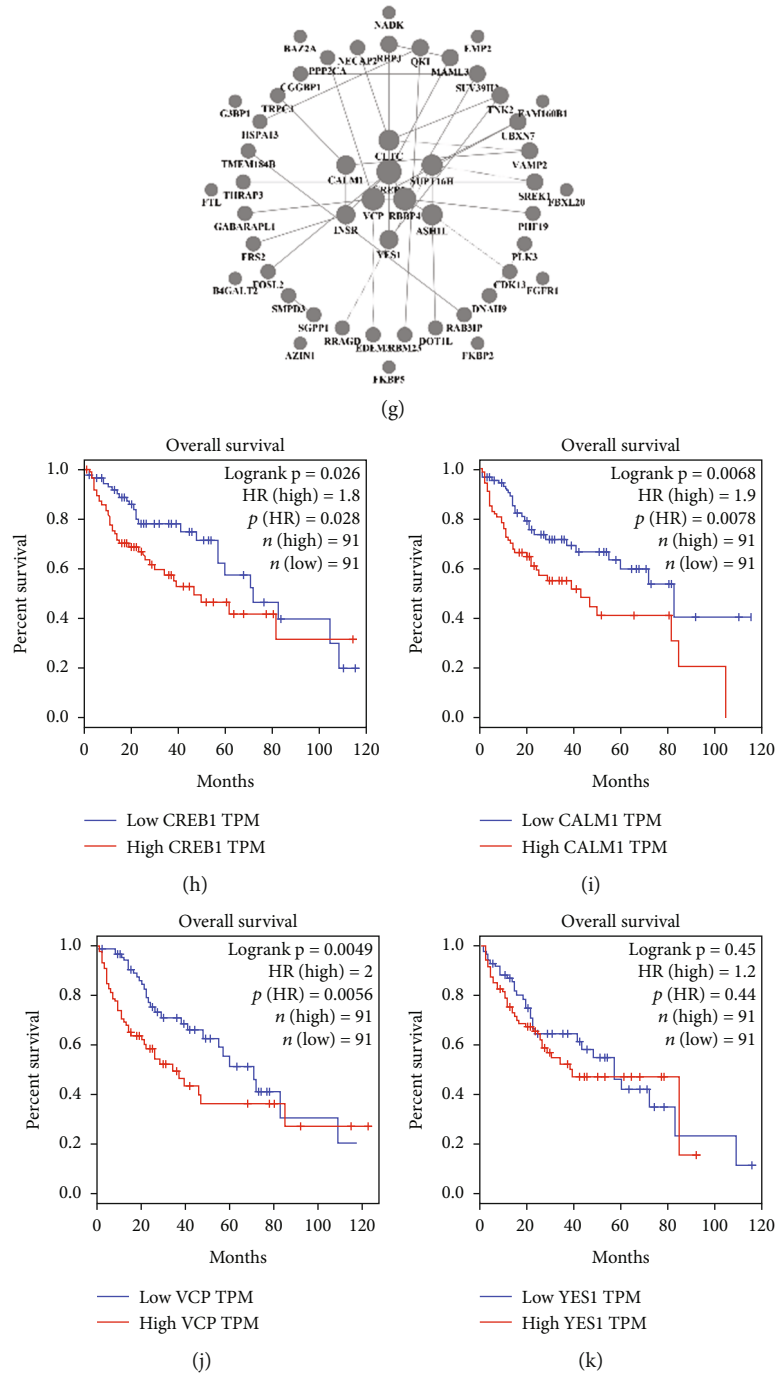 NADK
BAZ2A
EMP2
NECAP2
RBPJ
QKI
PPP2CA
MAML3
CGGBP1
SUV39H2
TRPC3
TNK2
G3BP1
FAM160B1
HSPA13
UBXN7
CLTC
TMEM184B
VAMP2
CALM1
SUPT16H
CREB1
FTL
THRAP3
SREK1
FBXL20
VCP
RBBP4
GABARAPL1
INSR
ASH1L
PHF19
FRS2
YES1
PLK3
B4GALT2
FOSL2
CDK13
FGFR1
SMPD3
DNAH9
SGPP1
RRAGD
RAB3IP
AZIN1
RBM25
DOT1L
FKBP2
FKBP5
(g)
Overall survival
Logrank p = 0.026
HR (high) = 1.8
p (HR) = 0.028
n (high) = 91
n (low) = 91
Percent survival
1.0
0.8
0.6
0.4
0.2
0.0
0 20 40 60 80 100 120
Months
Low CREB1 TPM
High CREB1 TPM
(h)
Overall survival
Logrank p = 0.0068
HR (high) = 1.9
p (HR) = 0.0078
n (high) = 91
n (low) = 91
Percent survival
1.0
0.8
0.6
0.4
0.2
0.0
0 20 40 60 80 100 120
Months
Low CALM1 TPM
High CALM1 TPM
(i)
Overall survival
Logrank p = 0.0049
HR (high) = 2
p (HR) = 0.0056
n (high) = 91
n (low) = 91
Percent survival
1.0
0.8
0.6
0.4
0.2
0.0
0 20 40 60 80 100 120
Months
Low VCP TPM
High VCP TPM
(j)
Overall survival
Logrank p = 0.45
HR (high) = 1.2
p (HR) = 0.44
n (high) = 91
n (low) = 91
Percent survival
1.0
0.8
0.6
0.4
0.2
0.0
0 20 40 60 80 100 120
Months
Low YES1 TPM
High YES1 TPM
(k)